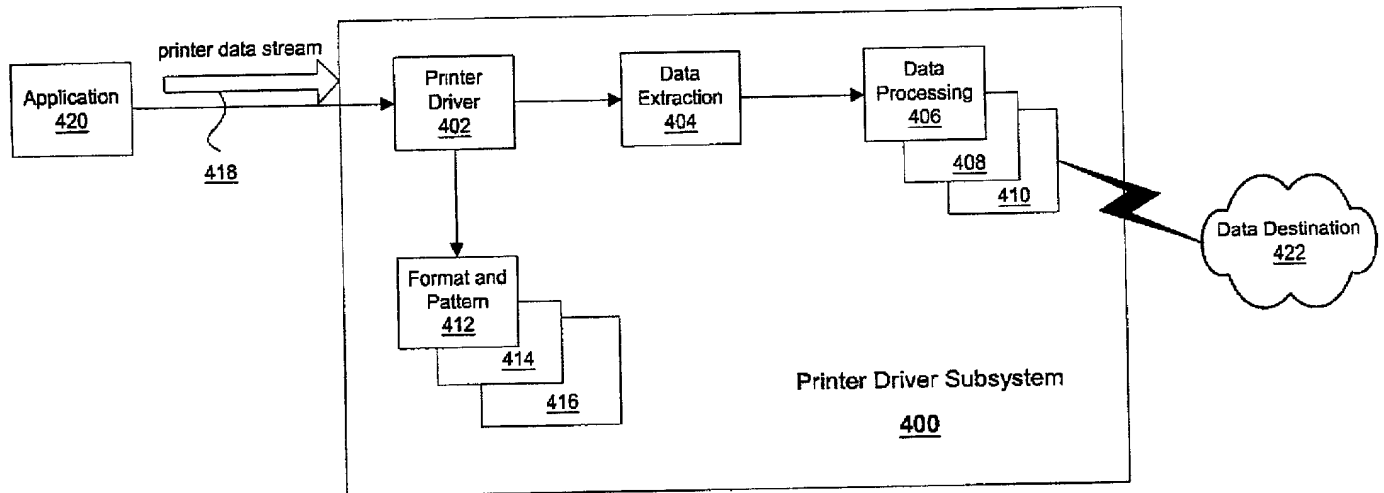 printer data stream
Application
420
418
Printer
Driver
402
Data
Extraction
404
Data
Processing
406
408
410
Data Destination
422
Format and
Pattern
412
414
416
Printer Driver Subsystem
400